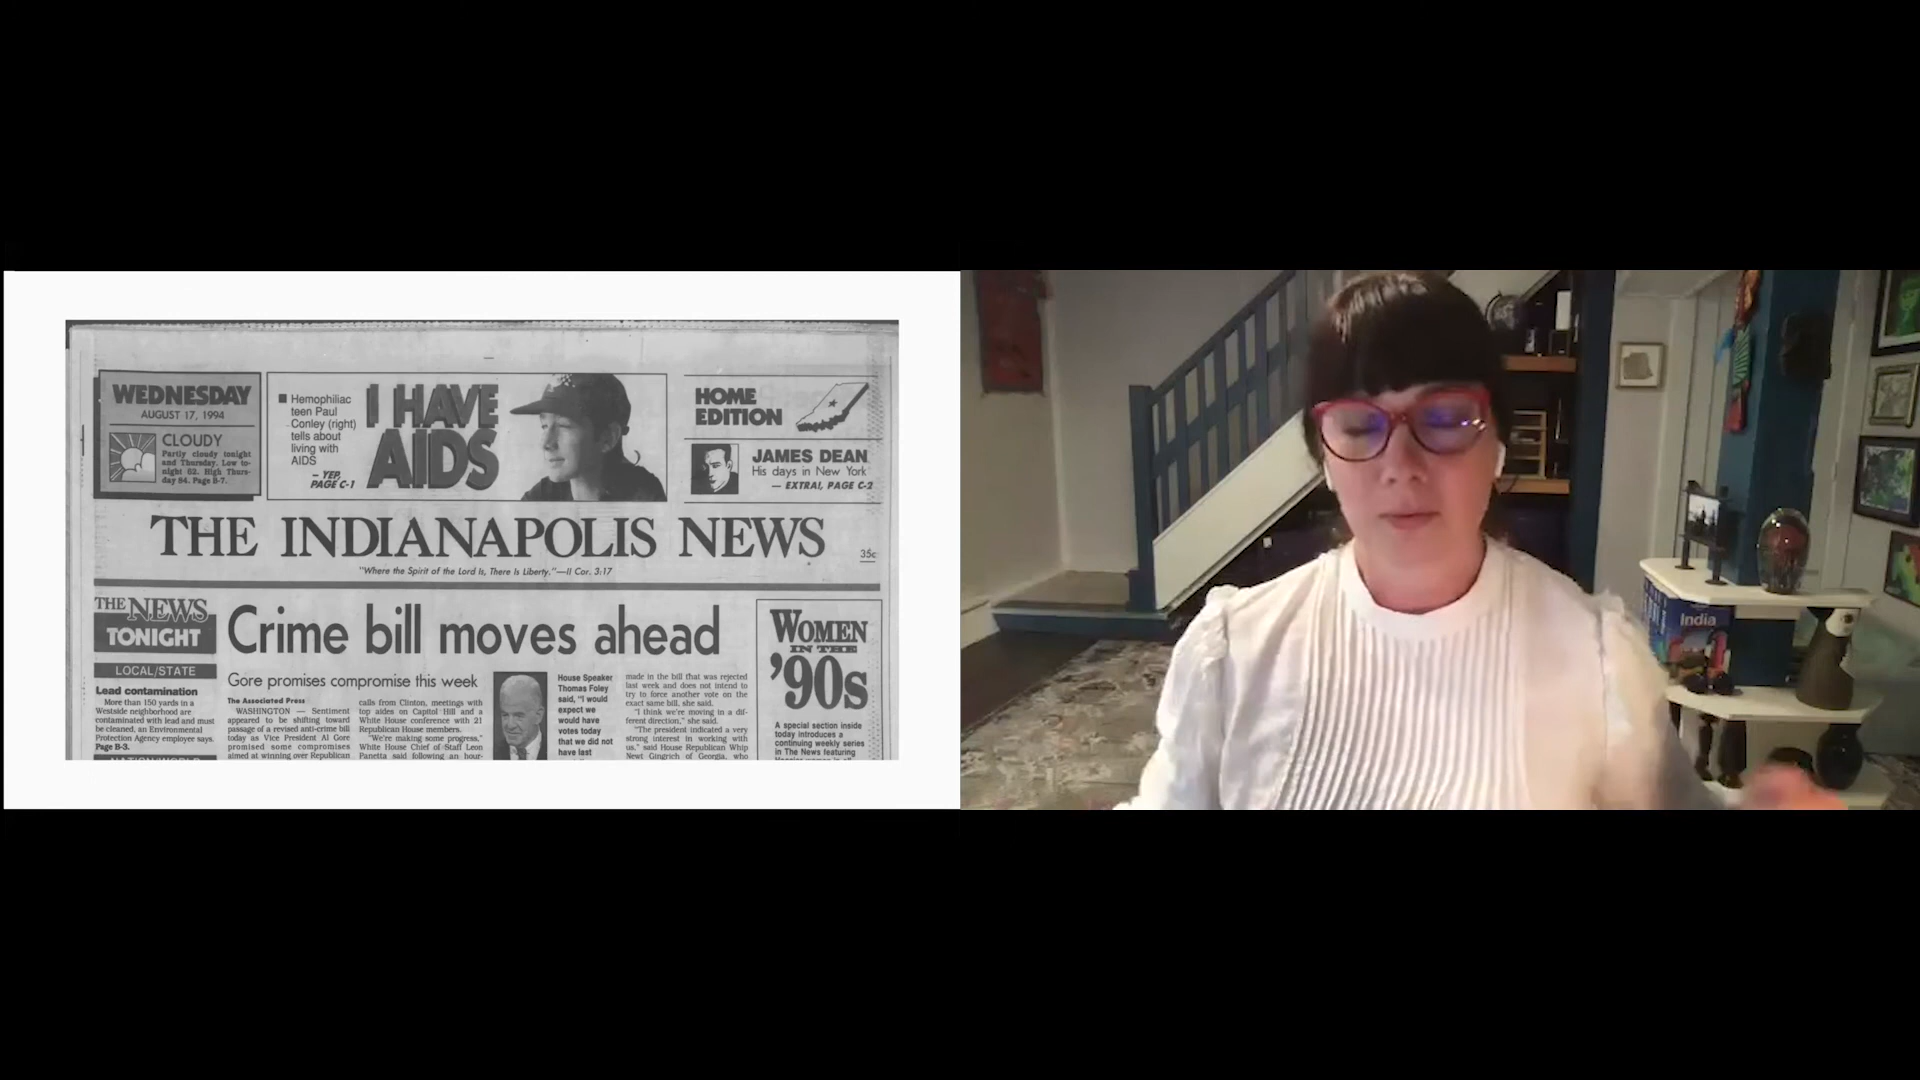 WEDNESDAY
AUGUST 17, 1994
CLOUDY
Partly cloudy tonight
and Thursday. Low to-
night 62. High Thurs-
day 84. Page B-7.
Hemophiliac
teen Paul
Conley (right)
tells about
living with
AIDS
– YEP,
PAGE C-1
I HAVE
AIDS
HOME
EDITION
JAMES DEAN
His days in New York
— EXTRA!, PAGE C-2
THE INDIANAPOLIS NEWS
35c
"Where the Spirit of the Lord Is, There Is Liberty."—II Cor. 3:17
THE NEWS
TONIGHT
LOCAL/STATE
Lead contamination
More than 150 yards in a
Westside neighborhood are
contaminated with lead and must
be cleaned, an Environmental
Protection Agency employee says.
Page B-3.
NATION/WORLD
Crime bill moves ahead
Gore promises compromise this week
The Associated Press
WASHINGTON — Sentiment
appeared to be shifting toward
passage of a revised anti-crime bill
today as Vice President Al Gore
promised some compromises
aimed at winning over Republican
calls from Clinton, meetings with
top aides on Capitol Hill and a
White House conference with 21
Republican House members.
"We're making some progress,"
White House Chief of Staff Leon
Panetta said following an hour-
House Speaker
Thomas Foley
said, "I would
expect we
would have
votes today
that we did not
have last
made in the bill that was rejected
last week and does not intend to
try to force another vote on the
exact same bill, she said.
"I think we're moving in a dif-
ferent direction," she said.
"The president indicated a very
strong interest in working with
us," said House Republican Whip
Newt Gingrich of Georgia, who
WOMEN
IN THE
'90s
A special section inside
today introduces a
continuing weekly series
in The News featuring
India